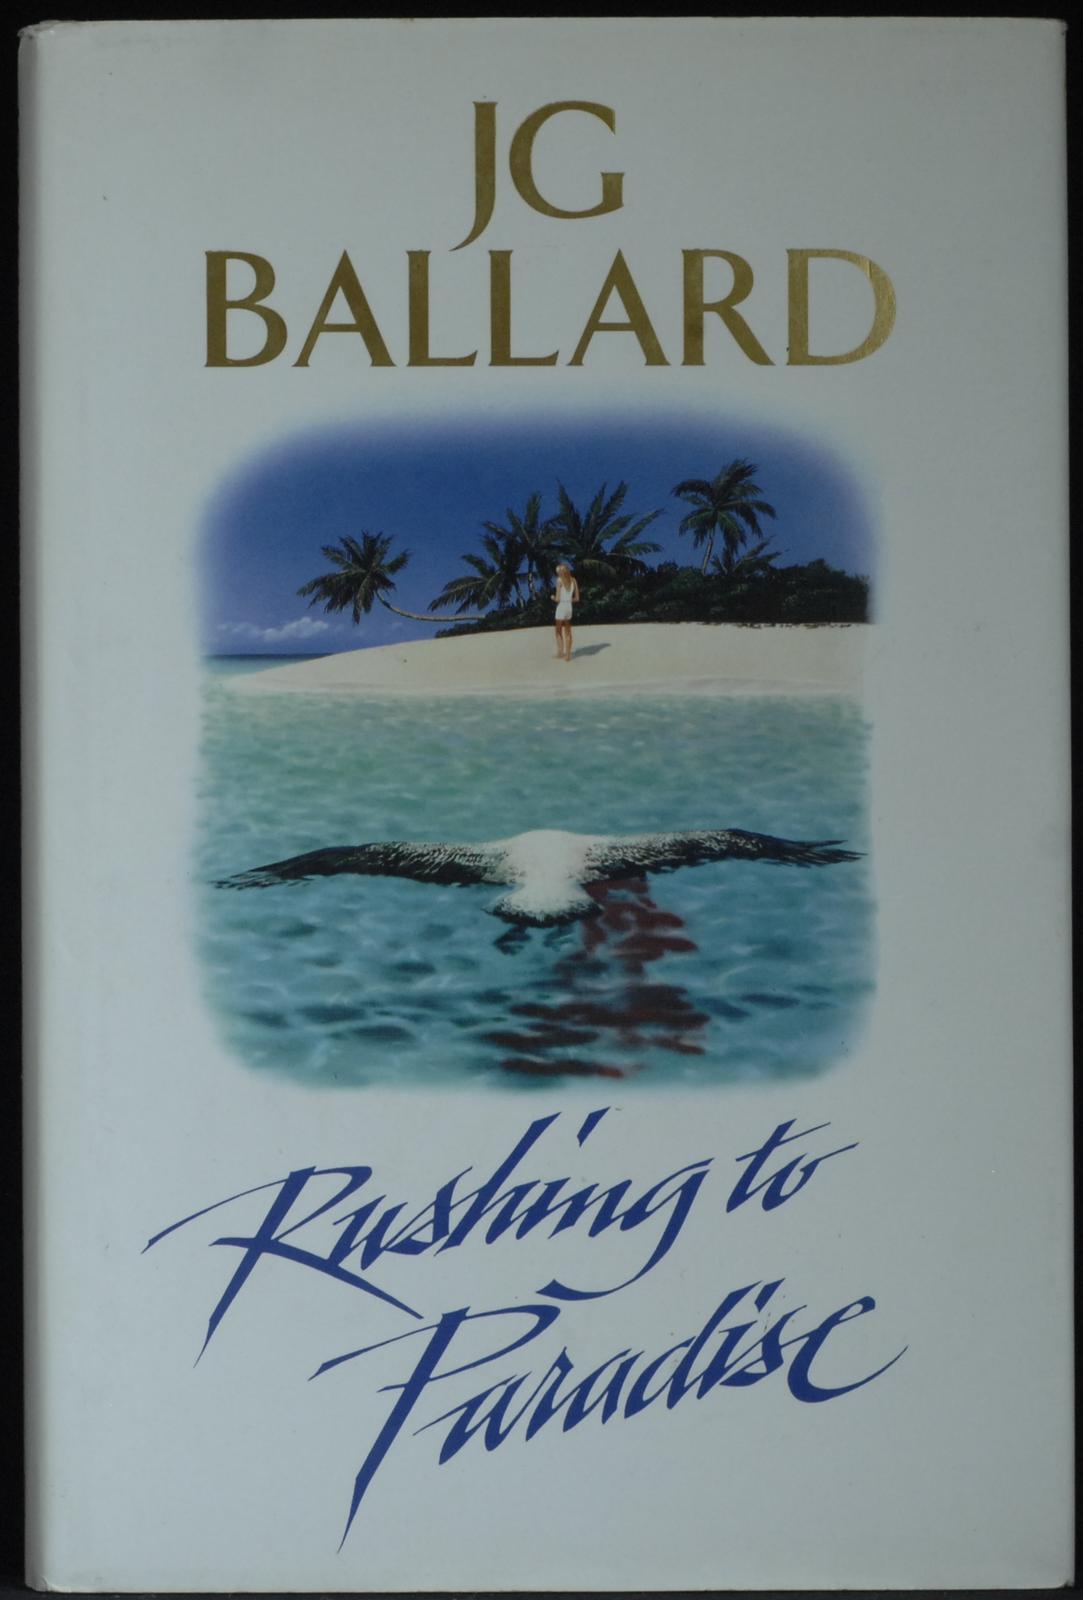 JG
BALLARD
Rushing to
Paradise